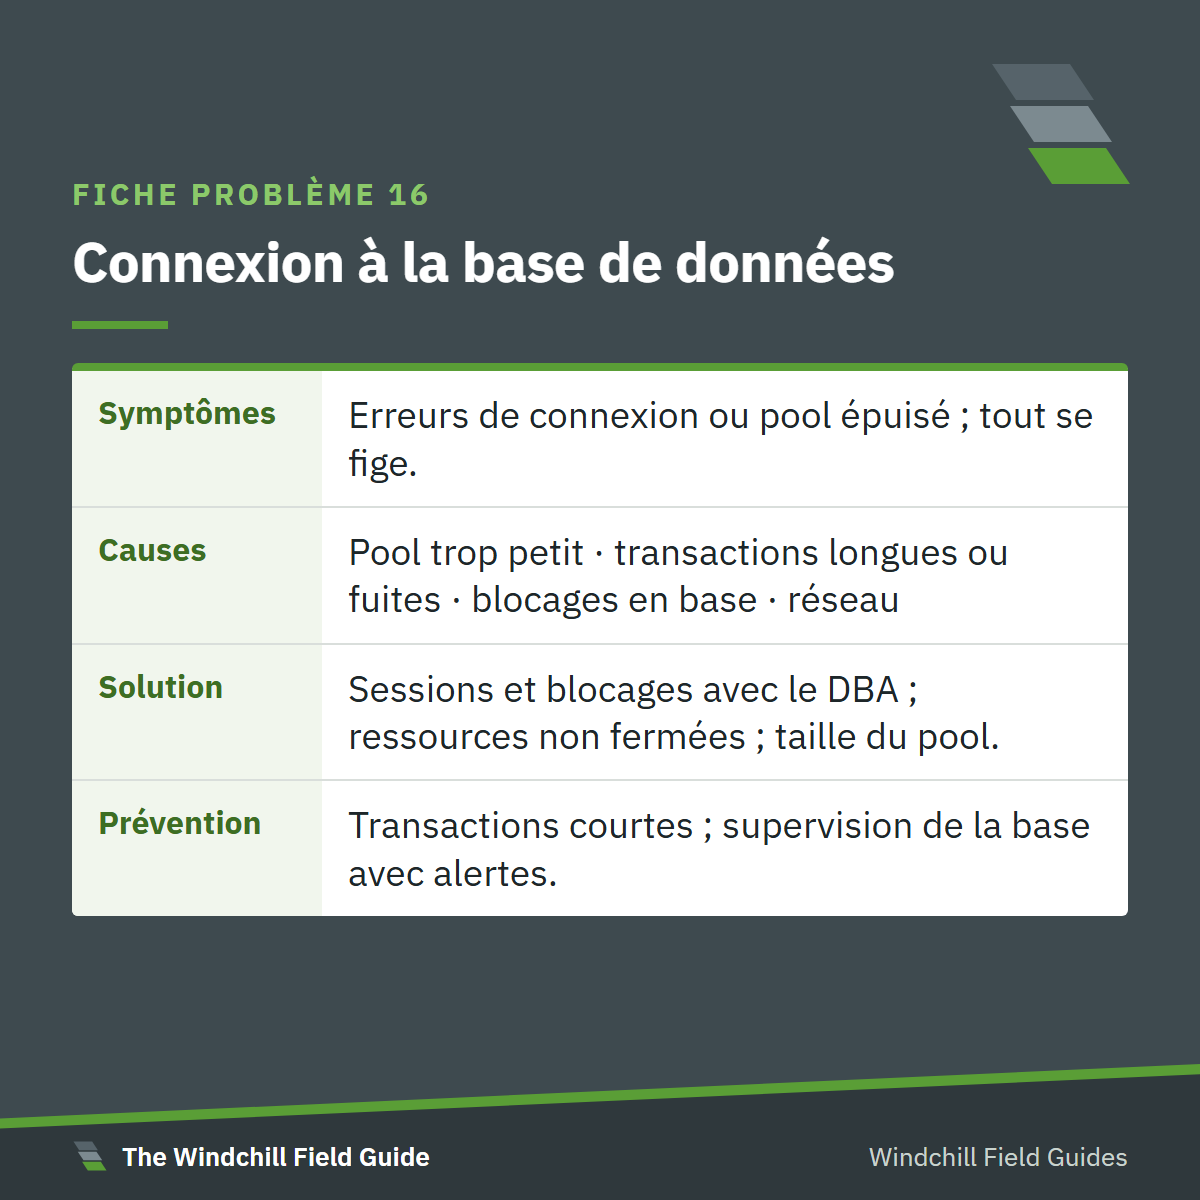 FICHE PROBLÈME 16
Connexion à la base de données
Symptômes
Erreurs de connexion ou pool épuisé ; tout se
fige.
Causes
Pool trop petit · transactions longues ou
fuites · blocages en base · réseau
Solution
Sessions et blocages avec le DBA ;
ressources non fermées ; taille du pool.
Prévention
Transactions courtes ; supervision de la base
avec alertes.
The Windchill Field Guide
Windchill Field Guides